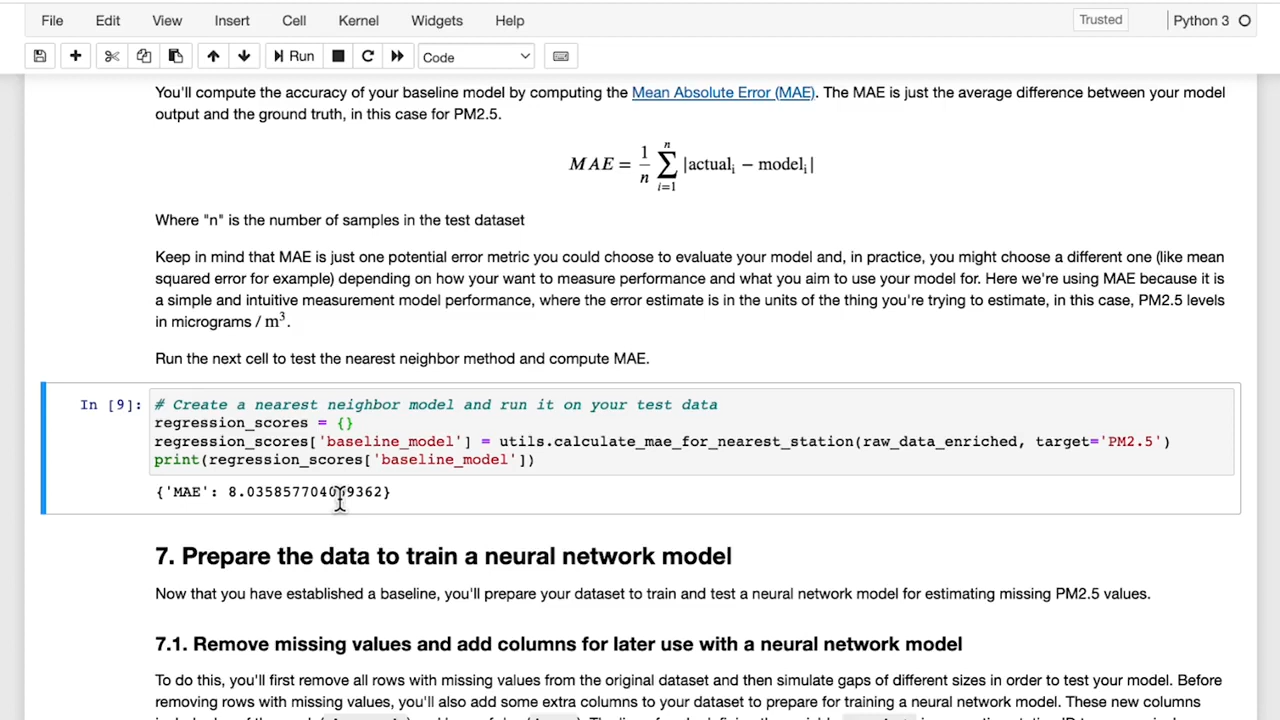 File Edit View Insert Cell Kernel Widgets Help Trusted Python 3
Run Code
You'll compute the accuracy of your baseline model by computing the Mean Absolute Error (MAE). The MAE is just the average difference between your model
output and the ground truth, in this case for PM2.5.
MAE = 1/n ∑ i=1 n |actual_i − model_i|
Where "n" is the number of samples in the test dataset
Keep in mind that MAE is just one potential error metric you could choose to evaluate your model and, in practice, you might choose a different one (like mean
squared error for example) depending on how your want to measure performance and what you aim to use your model for. Here we're using MAE because it is
a simple and intuitive measurement model performance, where the error estimate is in the units of the thing you're trying to estimate, in this case, PM2.5 levels
in micrograms / m³.
Run the next cell to test the nearest neighbor method and compute MAE.
In [9]: # Create a nearest neighbor model and run it on your test data
regression_scores = {}
regression_scores['baseline_model'] = utils.calculate_mae_for_nearest_station(raw_data_enriched, target='PM2.5')
print(regression_scores['baseline_model'])
{'MAE':
7. Prepare the data to train a neural network model
Now that you have established a baseline, you'll prepare your dataset to train and test a neural network model for estimating missing PM2.5 values.
7.1. Remove missing values and add columns for later use with a neural network model
To do this, you'll first remove all rows with missing values from the original dataset and then simulate gaps of different sizes in order to test your model. Before
removing rows with missing values, you'll also add some extra columns to your dataset to prepare for training a neural network model. These new columns